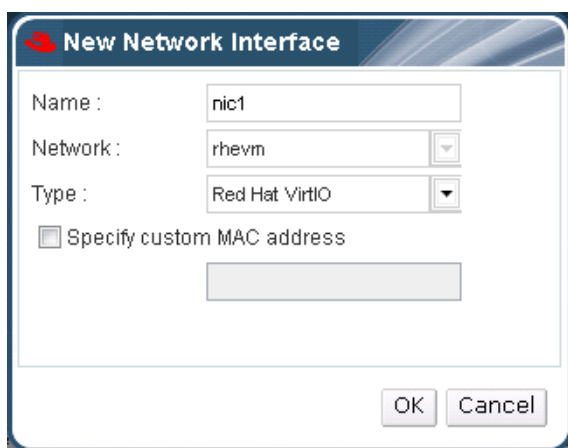 New Network Interface
Name : nic1
Network : rhevm
Type : Red Hat VirtIO
Specify custom MAC address
OK Cancel